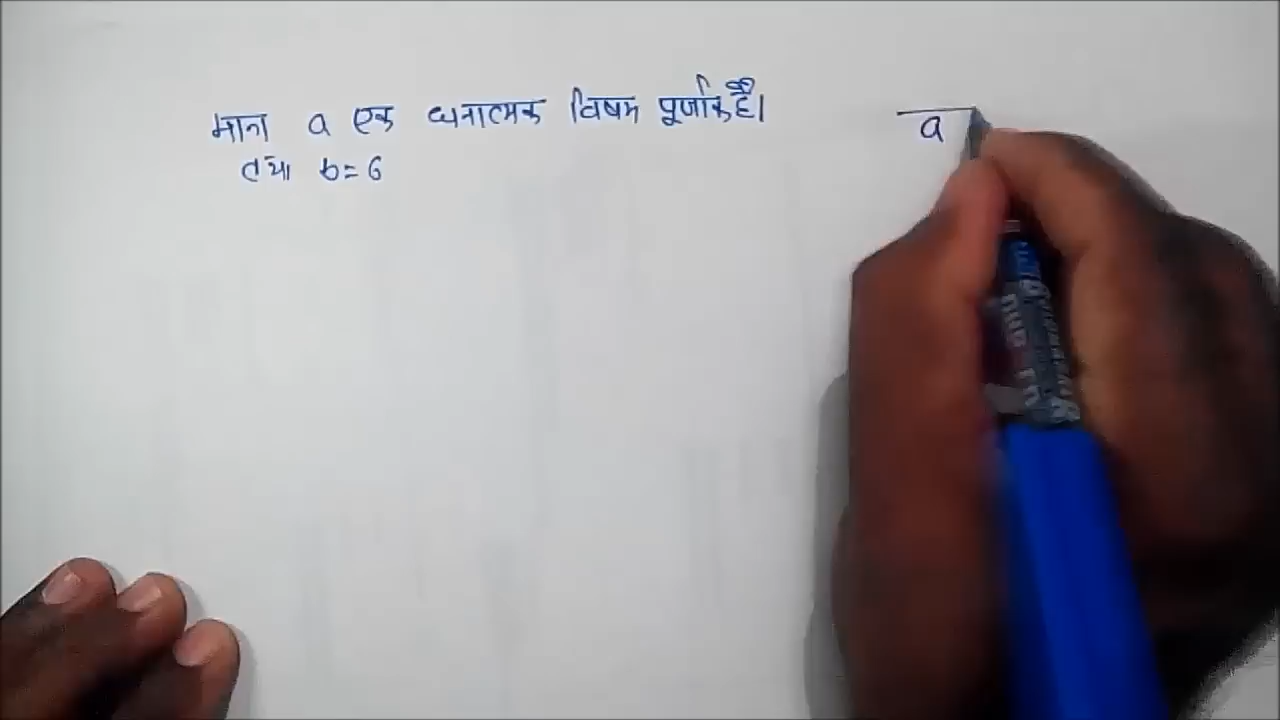 माना a एक धनात्मक विषम पूर्णांक है।
तथा b = 6
a